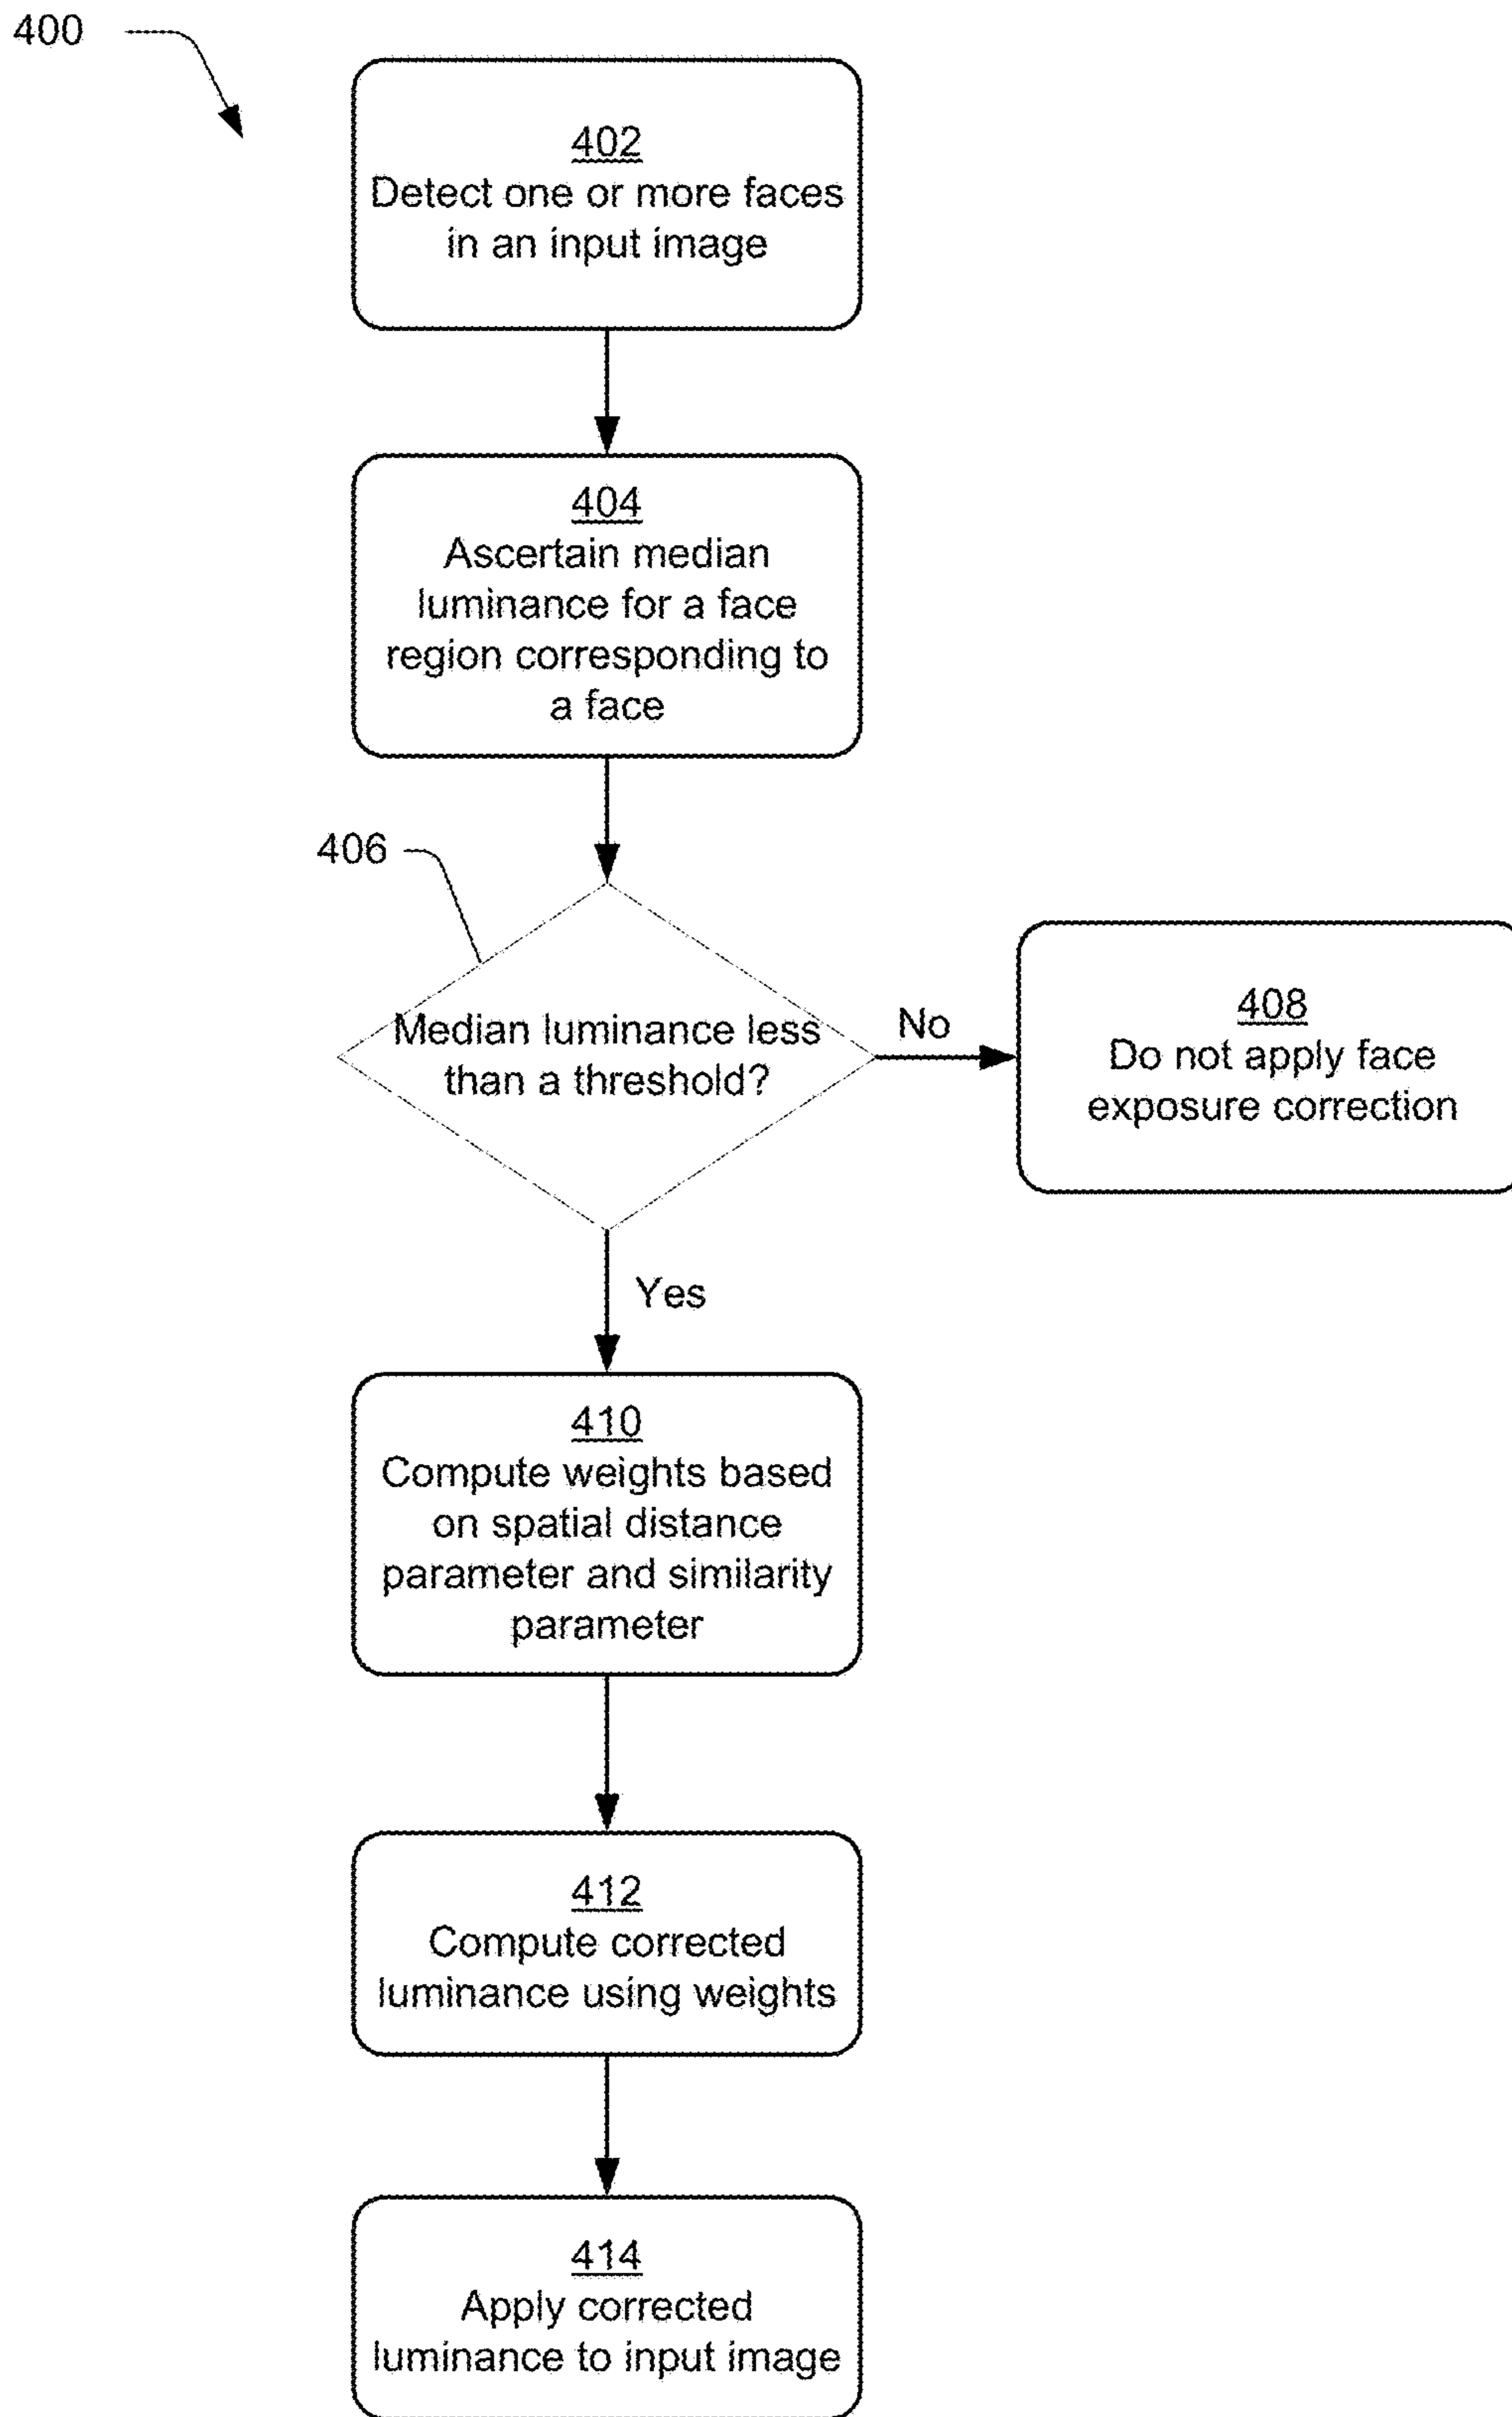 400
402
Detect one or more faces
in an input image
404
Ascertain median
luminance for a face
region corresponding to
a face
406
Median luminance less
than a threshold?
No
408
Do not apply face
exposure correction
Yes
410
Compute weights based
on spatial distance
parameter and similarity
parameter
412
Compute corrected
luminance using weights
414
Apply corrected
luminance to input image